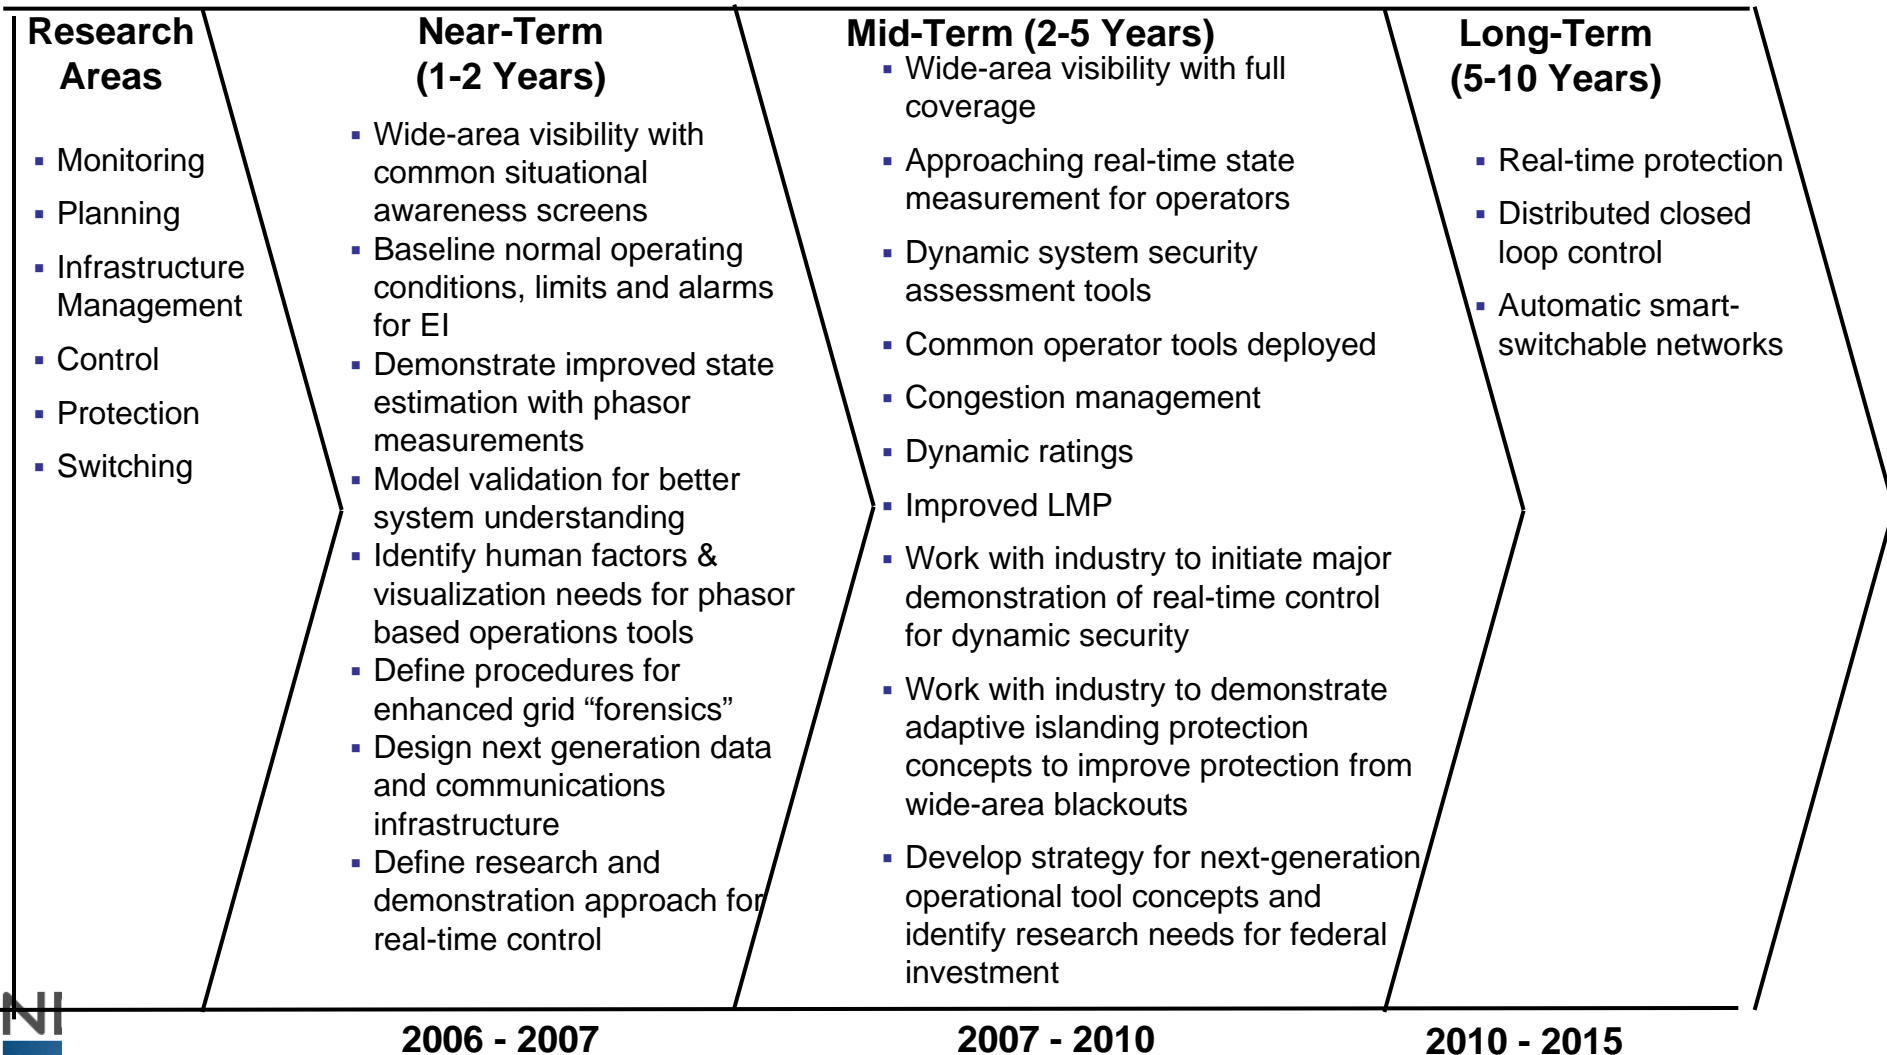 Research
Areas
▪ Monitoring
▪ Planning
▪ Infrastructure
Management
▪ Control
▪ Protection
▪ Switching
Near-Term
(1-2 Years)
▪ Wide-area visibility with
common situational
awareness screens
▪ Baseline normal operating
conditions, limits and alarms
for EI
▪ Demonstrate improved state
estimation with phasor
measurements
▪ Model validation for better
system understanding
▪ Identify human factors &
visualization needs for phasor
based operations tools
▪ Define procedures for
enhanced grid “forensics”
▪ Design next generation data
and communications
infrastructure
▪ Define research and
demonstration approach for
real-time control
Mid-Term (2-5 Years)
▪ Wide-area visibility with full
coverage
▪ Approaching real-time state
measurement for operators
▪ Dynamic system security
assessment tools
▪ Common operator tools deployed
▪ Congestion management
▪ Dynamic ratings
▪ Improved LMP
▪ Work with industry to initiate major
demonstration of real-time control
for dynamic security
▪ Work with industry to demonstrate
adaptive islanding protection
concepts to improve protection from
wide-area blackouts
▪ Develop strategy for next-generation
operational tool concepts and
identify research needs for federal
investment
Long-Term
(5-10 Years)
▪ Real-time protection
▪ Distributed closed
loop control
▪ Automatic smart-
switchable networks
2006 - 2007
2007 - 2010
2010 - 2015